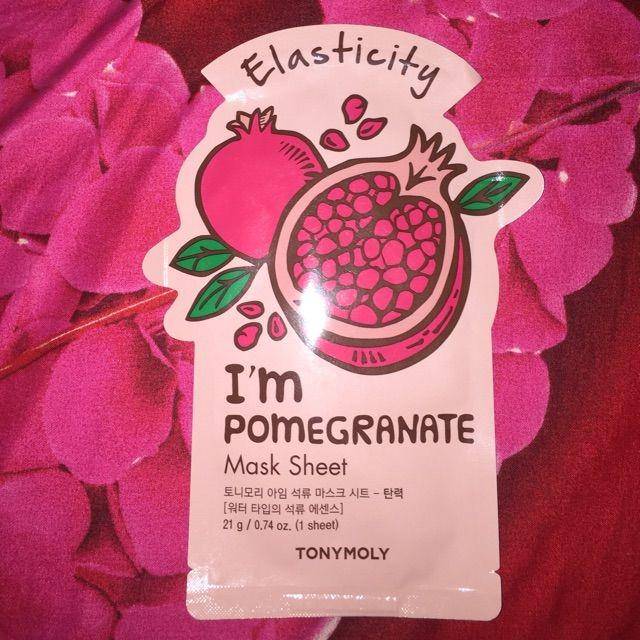 Elasticity
I'm
POMEGRANATE
Mask Sheet
토니모리 아임 석류 마스크 시트 - 탄력
[워터 타입의 석류 에센스]
21 g / 0.74 oz. (1 sheet)
TONYMOLY